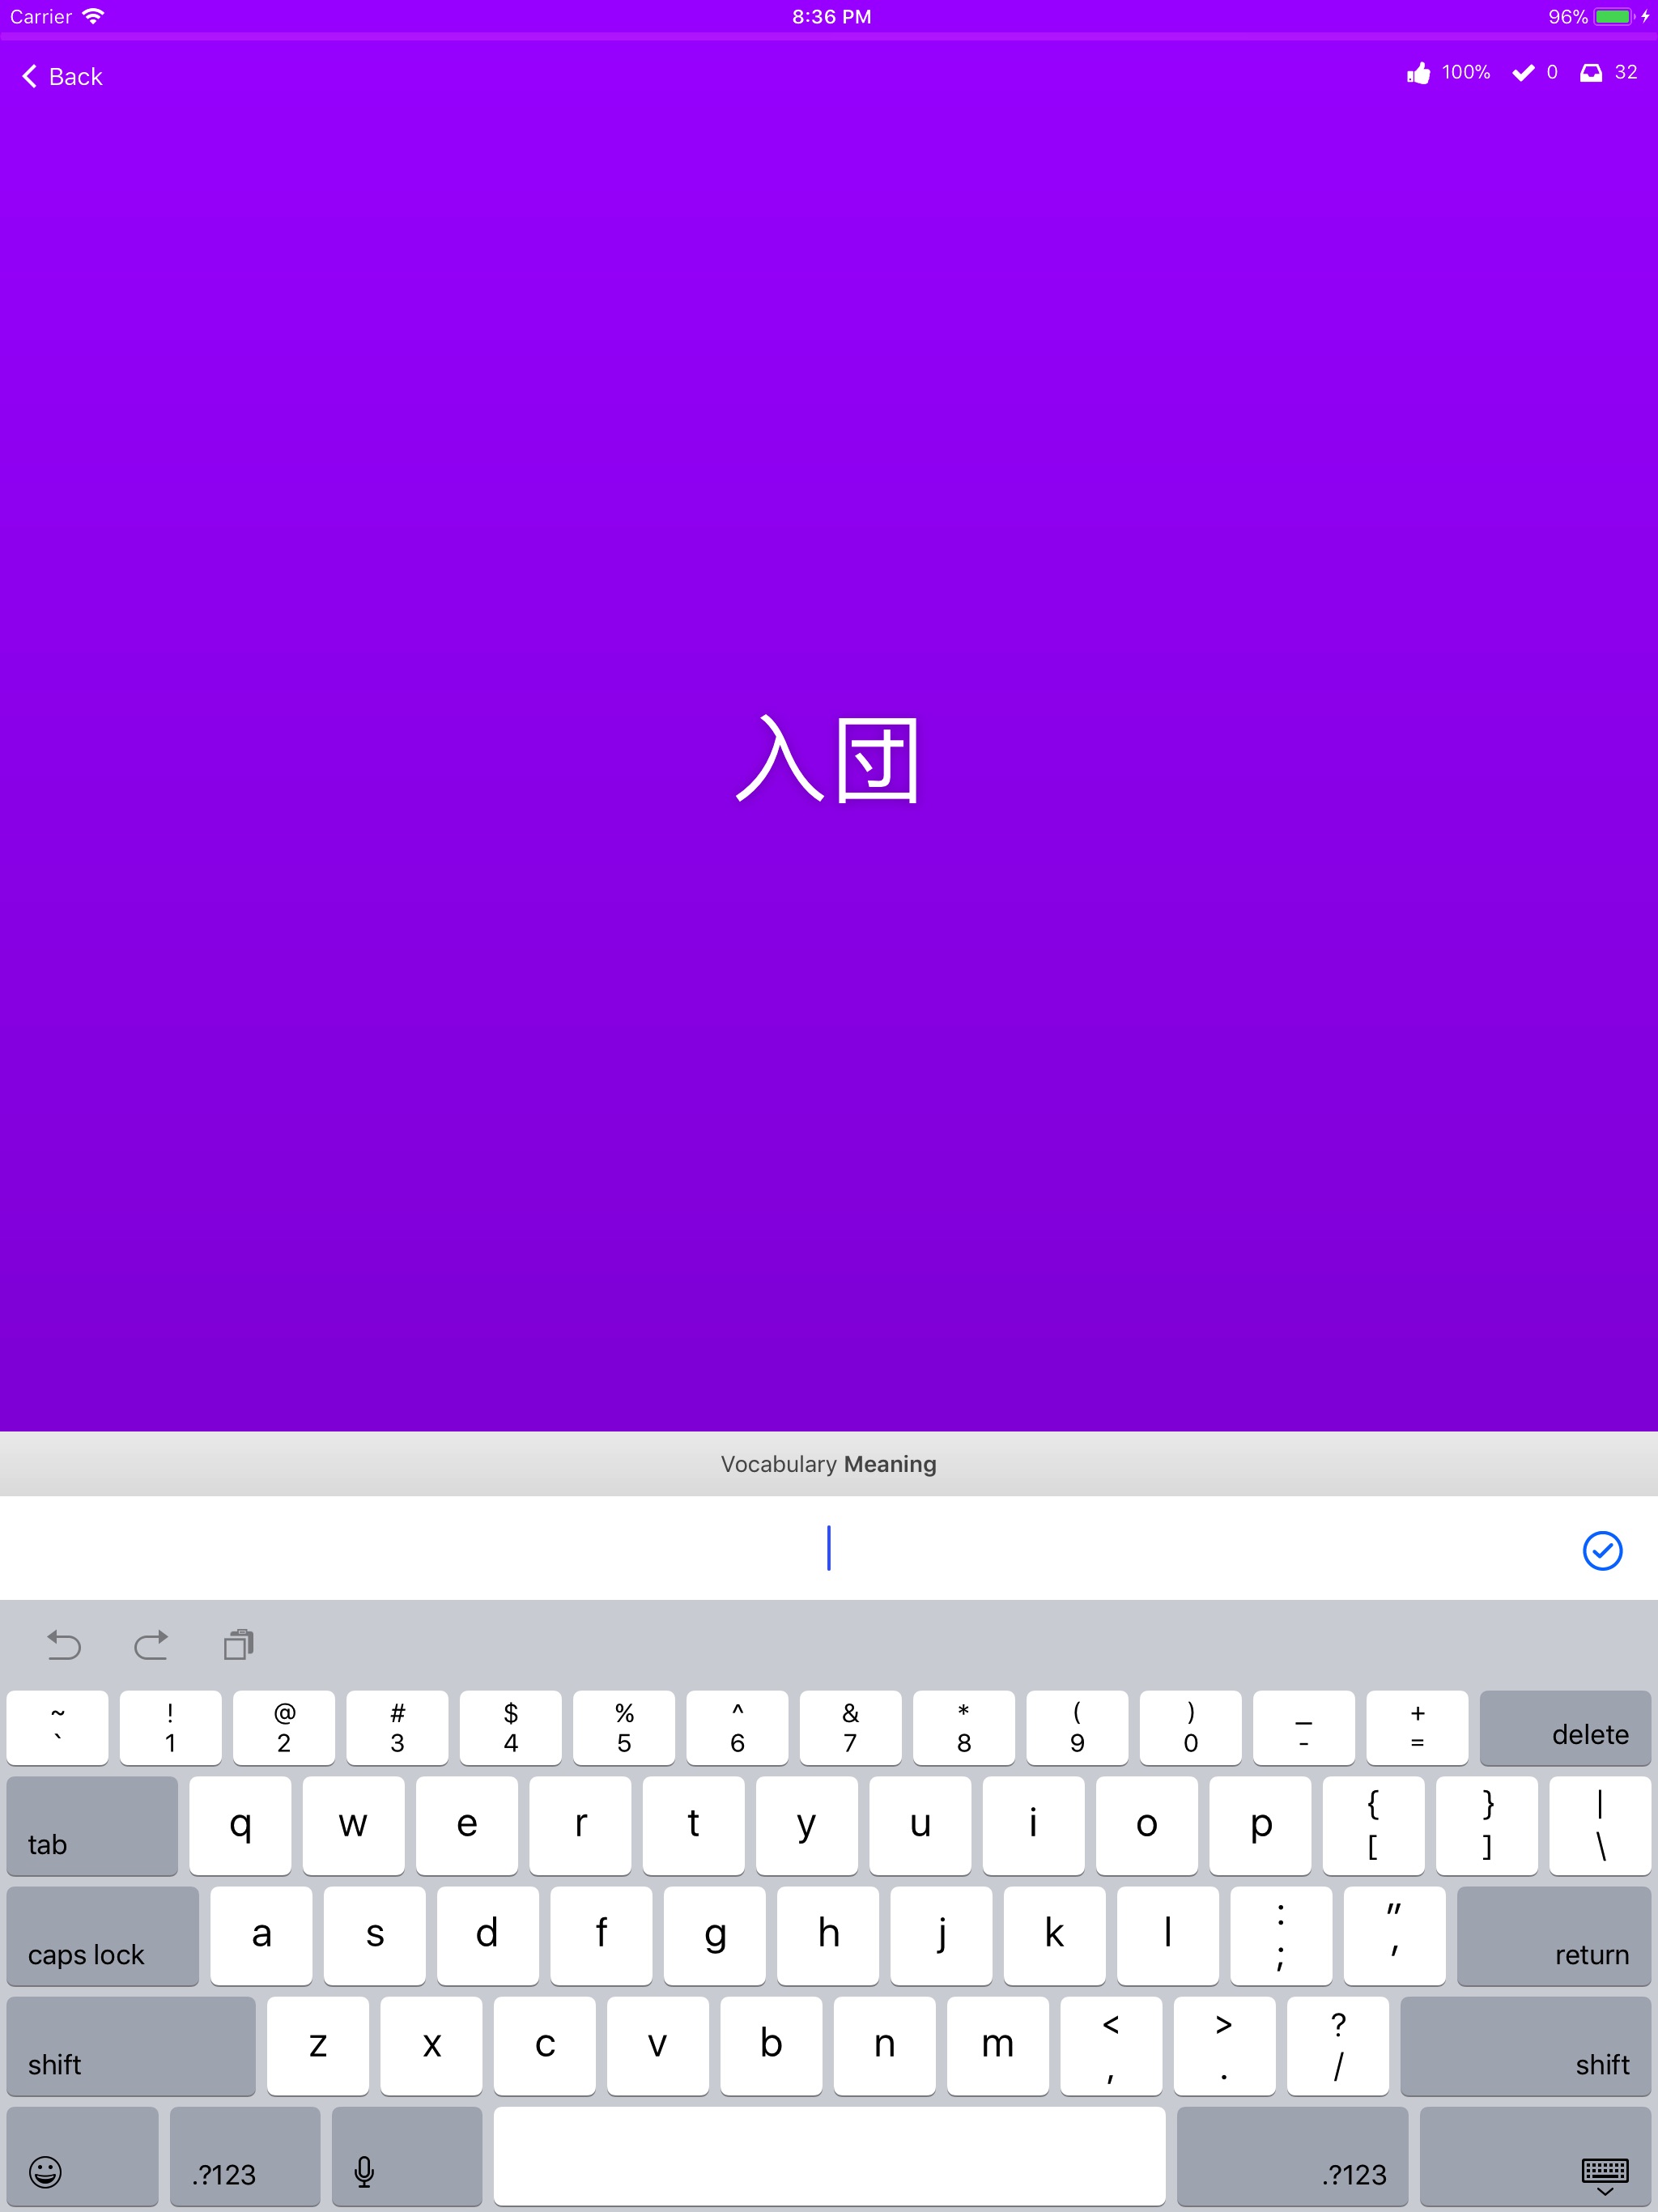 Carrier 8:36 PM 96%
Back 100% 0 32
入団
Vocabulary Meaning
~ ! @ # $ % ^ & * ( ) _ +
` 1 2 3 4 5 6 7 8 9 0 - = delete
tab q w e r t y u i o p { [ } ] | \
caps lock a s d f g h j k l : ; " ' return
shift z x c v b n m < , > . ? / shift
.?123 .?123